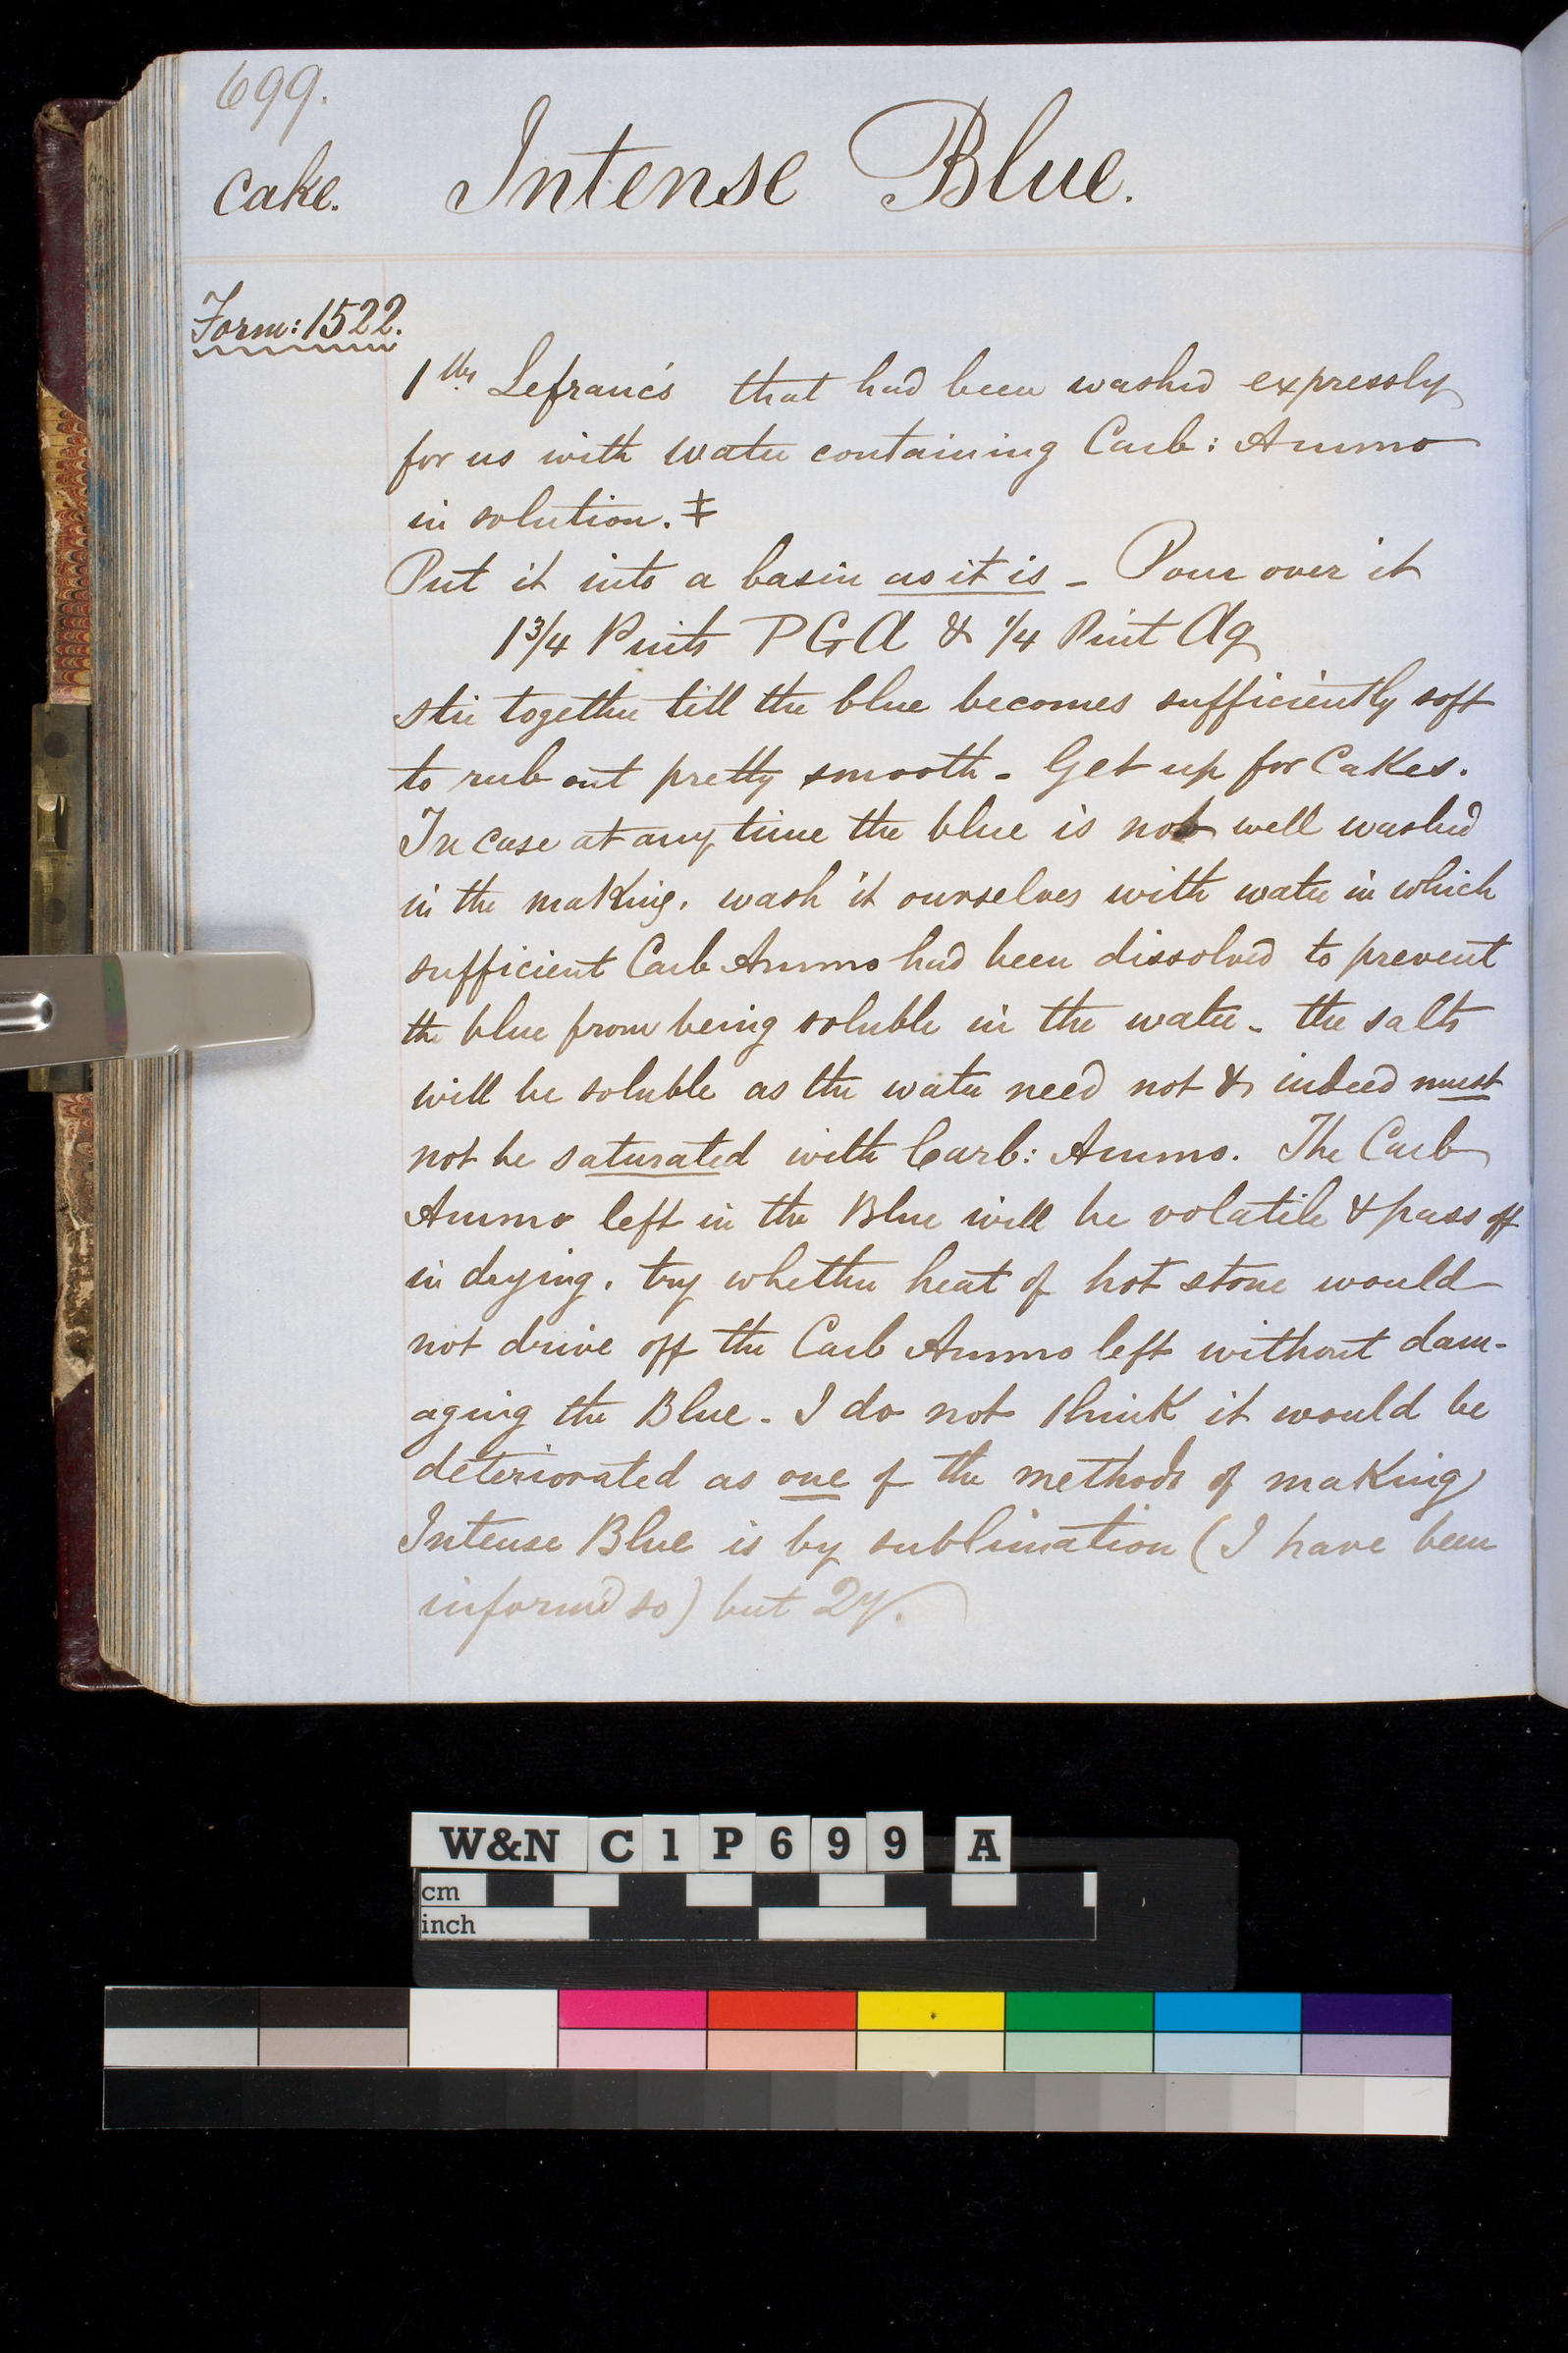 699.
Cake. Intense Blue.
Form: 1522.
1 lbs Lefranc's that had been washed expressly
for us with water containing Carb: Ammo
in solution. ‡
Put it into a basin as it is - Pour over it
1 3/4 Pints P G A & 1/4 Pint Aq
stir together till the blue becomes sufficiently soft
to rub out pretty smooth - Get up for Cakes.
In case at any time the blue is not well washed
in the making, wash it ourselves with water in which
sufficient Carb Ammo had been dissolved to prevent
the blue from being soluble in the water - the salts
will be soluble as the water need not & indeed must
not be saturated with Carb: Ammo. The Carb
Ammo left in the Blue will be volatile & pass off
in drying. try whether heat of hot stone would
not drive off the Carb Ammo left without dam-
aging the Blue - I do not think it would be
deteriorated as one of the methods of making
Intense Blue is by sublimation (I have been
inform'd so) but Qy.
W&N C1P699 A
cm
inch